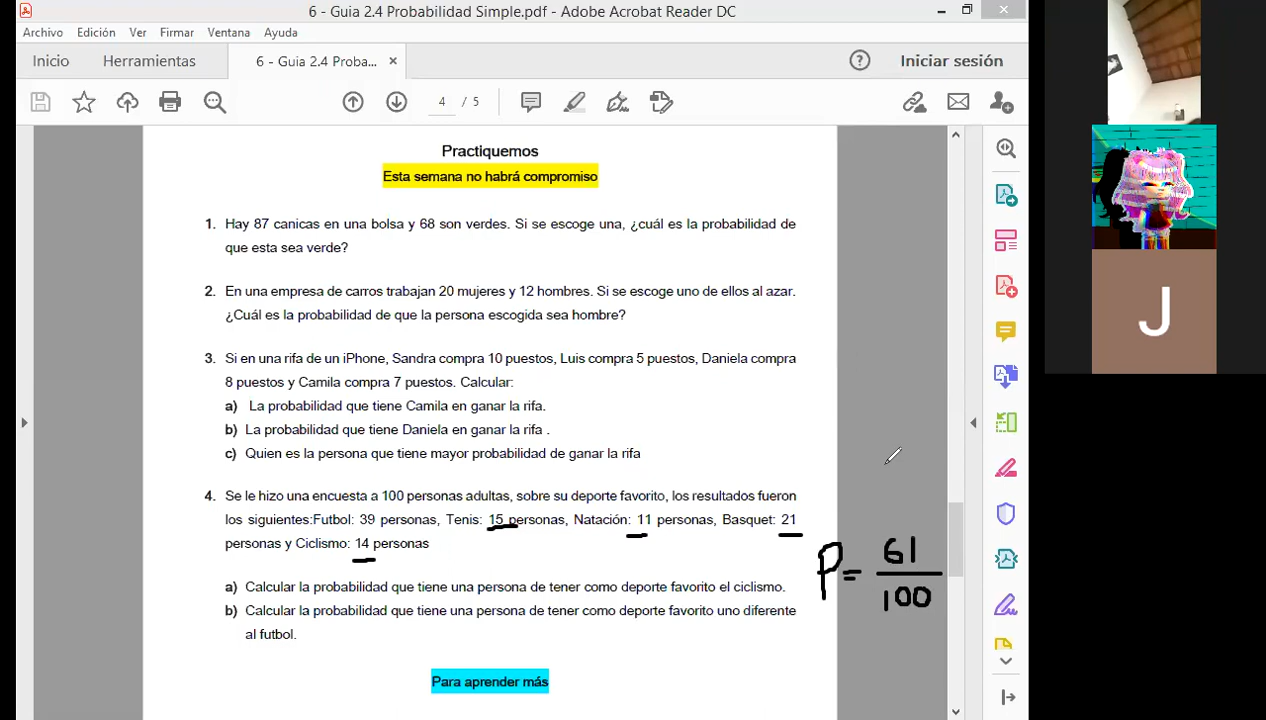 6 - Guia 2.4 Probabilidad Simple.pdf - Adobe Acrobat Reader DC
Archivo Edición Ver Firmar Ventana Ayuda
Inicio Herramientas 6 - Guia 2.4 Proba... Iniciar sesión
4 / 5
Practiquemos
Esta semana no habrá compromiso
1. Hay 87 canicas en una bolsa y 68 son verdes. Si se escoge una, ¿cuál es la probabilidad de
que esta sea verde?
2. En una empresa de carros trabajan 20 mujeres y 12 hombres. Si se escoge uno de ellos al azar.
¿Cuál es la probabilidad de que la persona escogida sea hombre?
3. Si en una rifa de un iPhone, Sandra compra 10 puestos, Luis compra 5 puestos, Daniela compra
8 puestos y Camila compra 7 puestos. Calcular:
a) La probabilidad que tiene Camila en ganar la rifa.
b) La probabilidad que tiene Daniela en ganar la rifa .
c) Quien es la persona que tiene mayor probabilidad de ganar la rifa
4. Se le hizo una encuesta a 100 personas adultas, sobre su deporte favorito, los resultados fueron
los siguientes:Futbol: 39 personas, Tenis: 15 personas, Natación: 11 personas, Basquet: 21
personas y Ciclismo: 14 personas
a) Calcular la probabilidad que tiene una persona de tener como deporte favorito el ciclismo.
b) Calcular la probabilidad que tiene una persona de tener como deporte favorito uno diferente
al futbol.
P = 61
100
Para aprender más
J